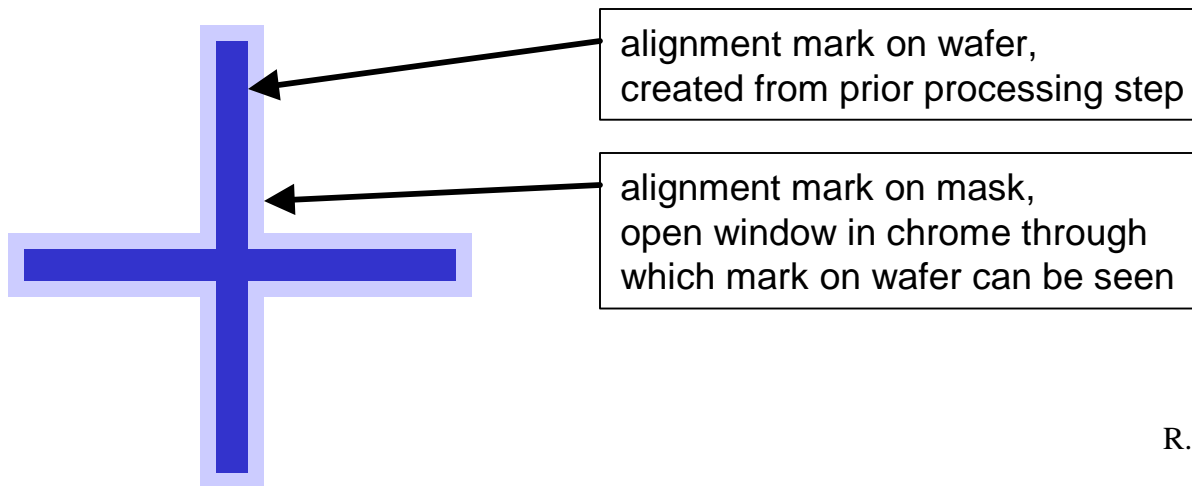 alignment mark on wafer,
created from prior processing step
alignment mark on mask,
open window in chrome through
which mark on wafer can be seen
R.